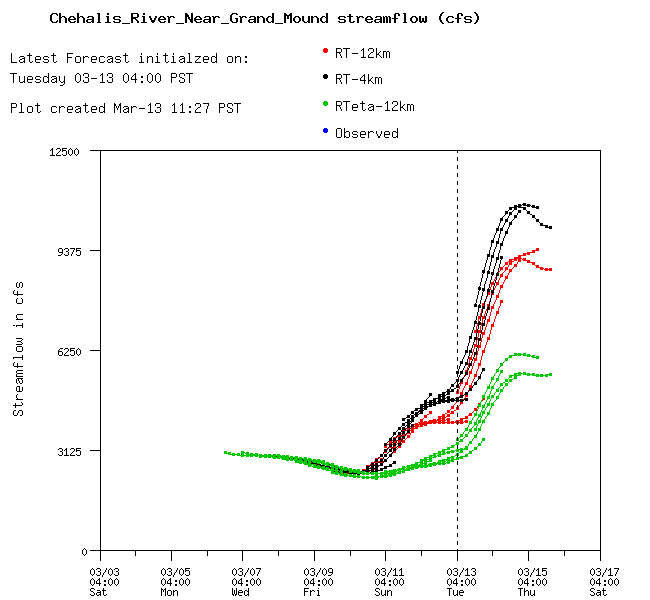 Chehalis_River_Near_Grand_Mound streamflow (cfs)
Latest Forecast initialzed on:
Tuesday 03-13 04:00 PST
Plot created Mar-13 11:27 PST
RT-12km
RT-4km
RTeta-12km
Observed
12500
9375
6250
3125
0
Streamflow in cfs
03/03 03/05 03/07 03/09 03/11 03/13 03/15 03/17
04:00 04:00 04:00 04:00 04:00 04:00 04:00 04:00
Sat Mon Wed Fri Sun Tue Thu Sat